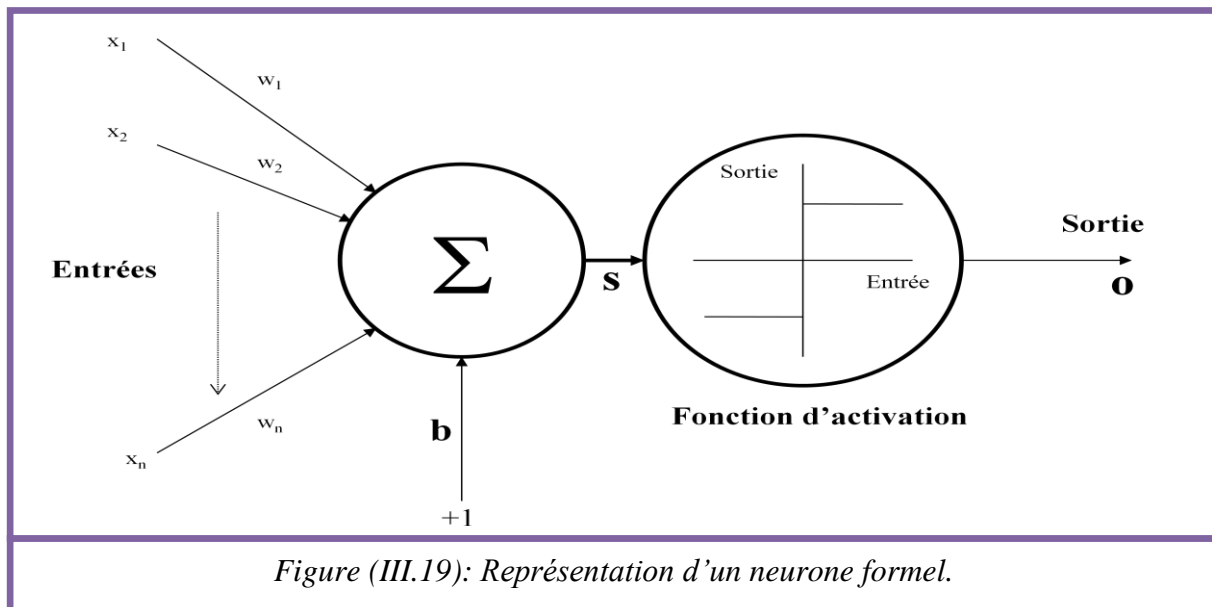 x1
w1
x2
w2
Entrées
Σ
s
Sortie
Entrée
Sortie
o
Fonction d'activation
wn
b
xn
+1
Figure (III.19): Représentation d'un neurone formel.